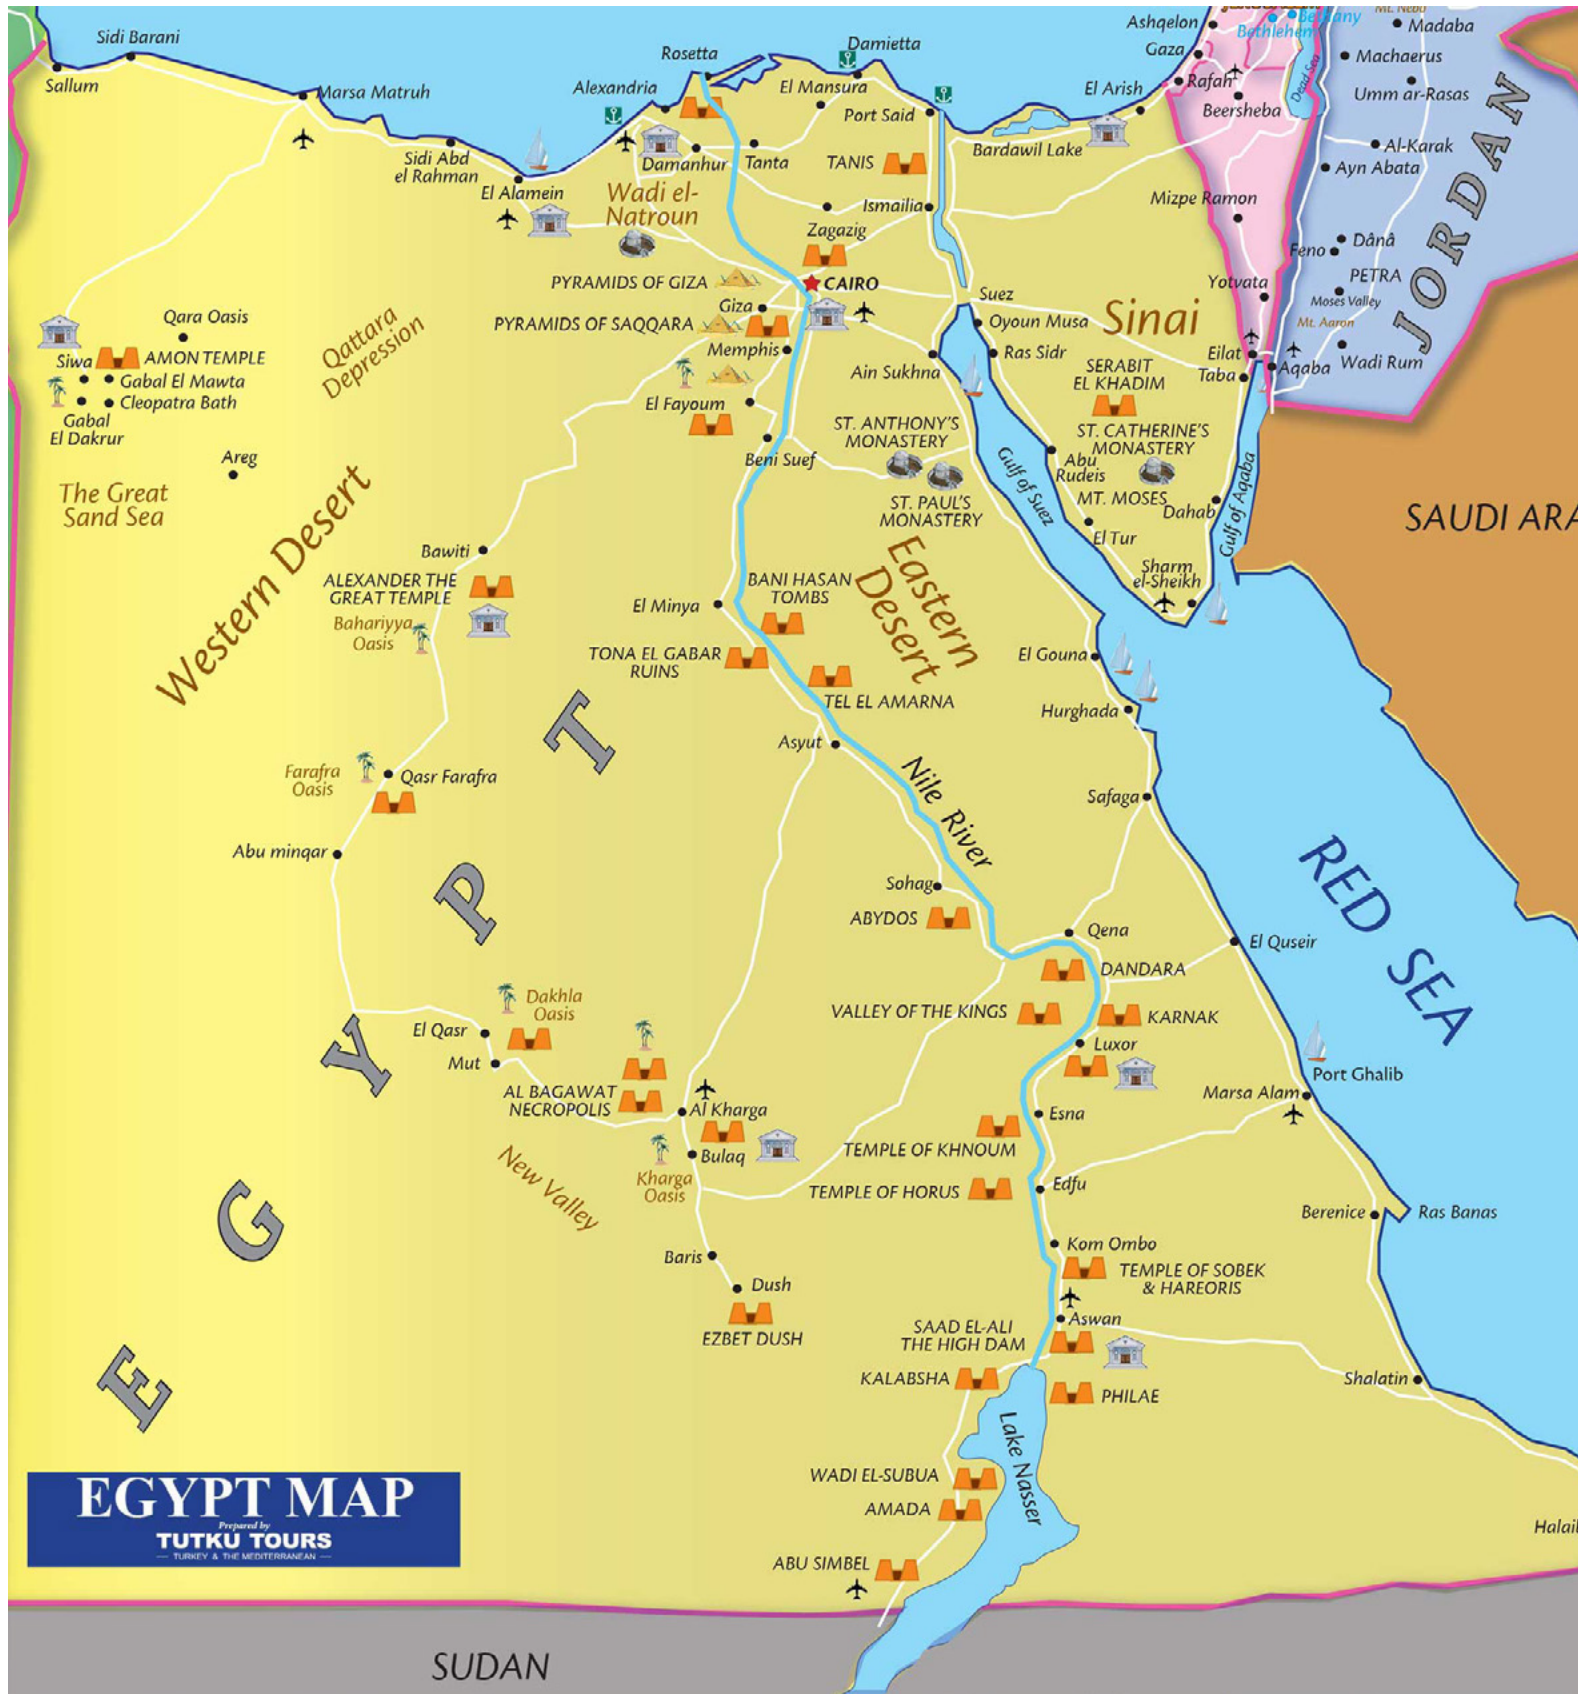 Sidi Barani
Sallum
Marsa Matruh
Sidi Abd
el Rahman
El Alamein
Alexandria
Rosetta
Damietta
El Mansura
Port Said
Damanhur
Tanta
TANIS
Wadi el-
Natroun
Ismailia
Zagazig
Bardawil Lake
El Arish
Ashqelon
Gaza
Rafah
Beersheba
Bethany
Bethlehem
Dead Sea
Mt. Nebo
Madaba
Machaerus
Umm ar-Rasas
Al-Karak
Ayn Abata
Mizpe Ramon
Feno
Dânâ
PETRA
Moses Valley
Mt. Aaron
Wadi Rum
JORDAN
Yotvata
Eilat
Taba
Aqaba
PYRAMIDS OF GIZA
CAIRO
Giza
PYRAMIDS OF SAQQARA
Memphis
Suez
Oyoun Musa
Ras Sidr
Sinai
Ain Sukhna
SERABIT
EL KHADIM
ST. CATHERINE'S
MONASTERY
Abu
Rudeis
MT. MOSES
Dahab
El Tur
Sharm
el-Sheikh
Gulf of Suez
Gulf of Aqaba
Qara Oasis
Siwa
AMON TEMPLE
Gabal El Mawta
Cleopatra Bath
Gabal
El Dakrur
Areg
Qattara
Depression
The Great
Sand Sea
Western Desert
El Fayoum
Beni Suef
ST. ANTHONY'S
MONASTERY
ST. PAUL'S
MONASTERY
Eastern
Desert
SAUDI ARA
Bawiti
ALEXANDER THE
GREAT TEMPLE
Bahariyya
Oasis
El Minya
BANI HASAN
TOMBS
TONA EL GABAR
RUINS
TEL EL AMARNA
Asyut
El Gouna
Hurghada
Safaga
Nile River
Farafra
Oasis
Qasr Farafra
Abu minqar
EGYPT
RED SEA
Sohag
ABYDOS
Qena
DANDARA
El Quseir
VALLEY OF THE KINGS
KARNAK
Luxor
Dakhla
Oasis
El Qasr
Mut
AL BAGAWAT
NECROPOLIS
Al Kharga
Bulaq
Kharga
Oasis
New Valley
Esna
TEMPLE OF KHNOUM
TEMPLE OF HORUS
Edfu
Port Ghalib
Marsa Alam
Berenice
Ras Banas
Baris
Dush
EZBET DUSH
Kom Ombo
TEMPLE OF SOBEK
& HAREORIS
Aswan
SAAD EL-ALI
THE HIGH DAM
KALABSHA
PHILAE
Shalatin
Lake Nasser
WADI EL-SUBUA
AMADA
ABU SIMBEL
Halaib
EGYPT MAP
Prepared by
TUTKU TOURS
— TURKEY & THE MEDITERRANEAN —
SUDAN